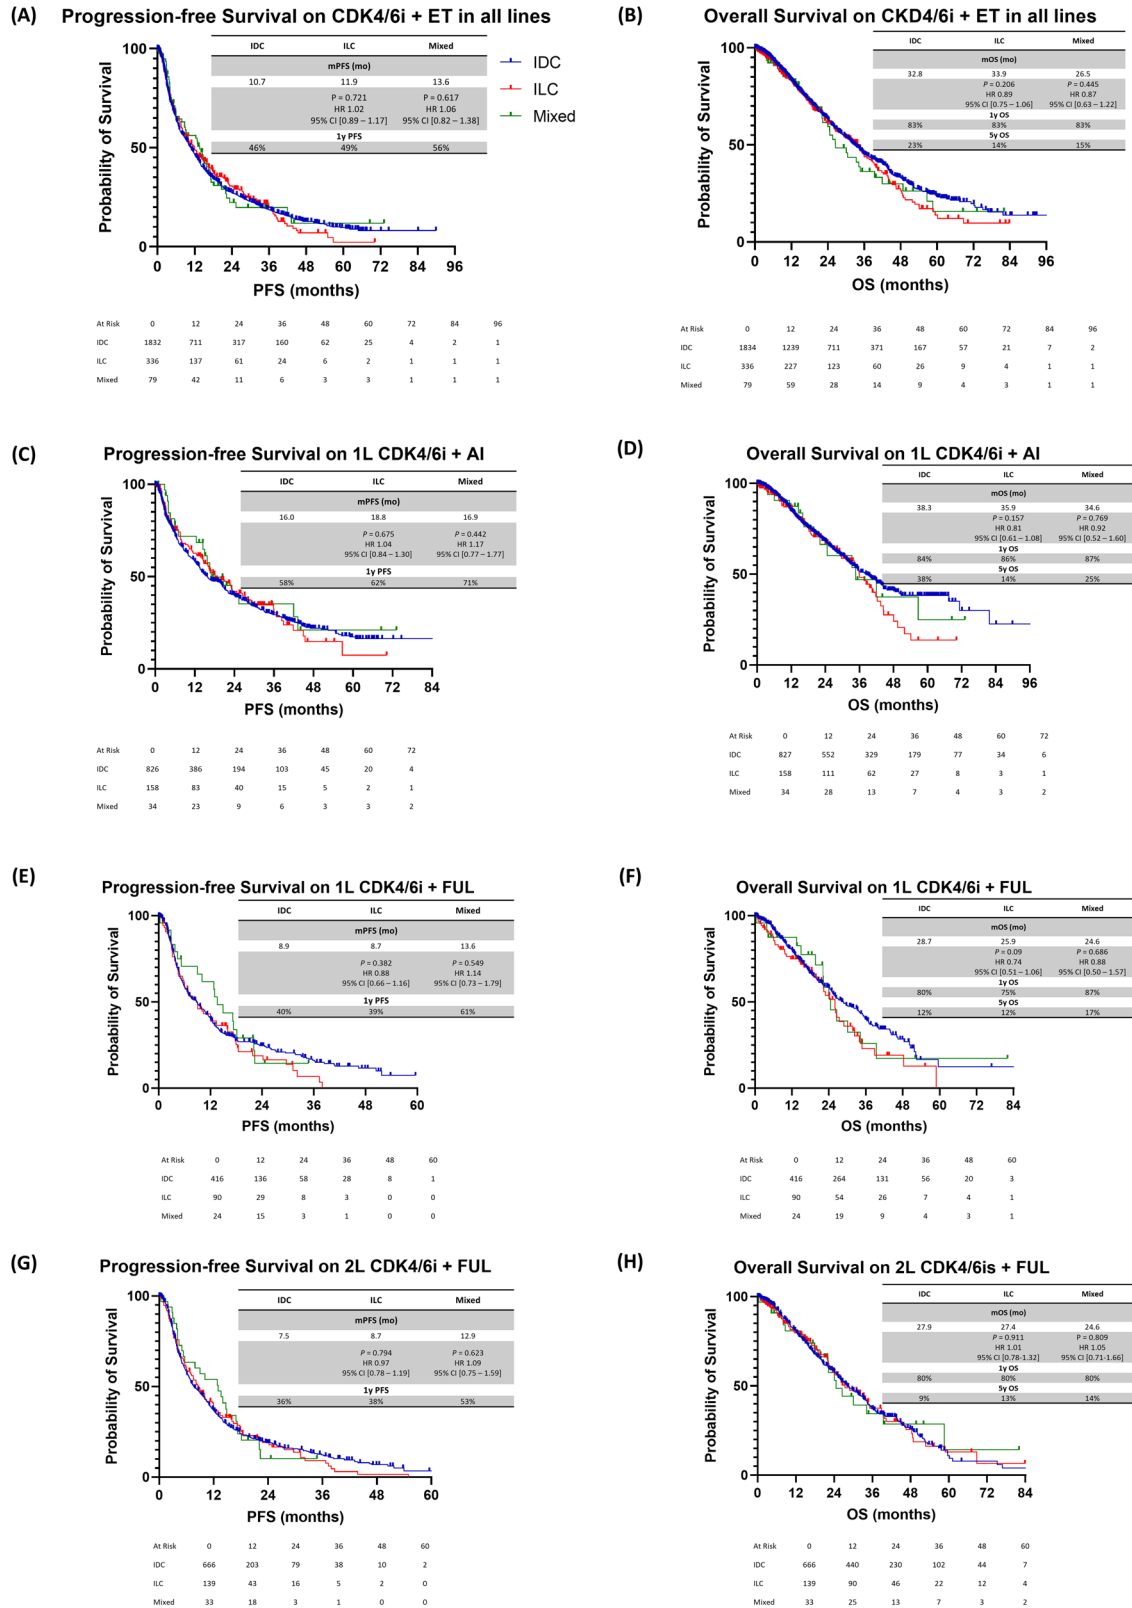 (A) Progression-free Survival on CDK4/6i + ET in all lines
IDC ILC Mixed
mPFS (mo)
10.7 11.9 13.6
P = 0.721 P = 0.617
HR 1.02 HR 1.06
95% CI [0.89 – 1.17] 95% CI [0.82 – 1.38]
1y PFS
46% 49% 56%
IDC
ILC
Mixed
Probability of Survival
100
50
0
0 12 24 36 48 60 72 84 96
PFS (months)
At Risk 0 12 24 36 48 60 72 84 96
IDC 1832 711 317 160 62 25 4 2 1
ILC 336 137 61 24 6 2 1 1 1
Mixed 79 42 11 6 3 3 1 1 1
(B) Overall Survival on CKD4/6i + ET in all lines
IDC ILC Mixed
mOS (mo)
32.8 33.9 26.5
P = 0.206 P = 0.445
HR 0.89 HR 0.87
95% CI [0.75 - 1.06] 95% CI [0.63 - 1.22]
1y OS
83% 83% 83%
5y OS
23% 14% 15%
Probability of Survival
100
50
0
0 12 24 36 48 60 72 84 96
OS (months)
At Risk 0 12 24 36 48 60 72 84 96
IDC 1834 1239 711 371 167 57 21 7 2
ILC 336 227 123 60 26 9 4 1 1
Mixed 79 59 28 14 9 4 3 1 1
(C) Progression-free Survival on 1L CDK4/6i + AI
IDC ILC Mixed
mPFS (mo)
16.0 18.8 16.9
P = 0.675 P = 0.442
HR 1.04 HR 1.17
95% CI [0.84 – 1.30] 95% CI [0.77 – 1.77]
1y PFS
58% 62% 71%
Probability of Survival
100
50
0
0 12 24 36 48 60 72 84
PFS (months)
At Risk 0 12 24 36 48 60 72
IDC 826 386 194 103 45 20 4
ILC 158 83 40 15 5 2 1
Mixed 34 23 9 6 3 3 2
(D) Overall Survival on 1L CDK4/6i + AI
IDC ILC Mixed
mOS (mo)
38.3 35.9 34.6
P = 0.157 P = 0.769
HR 0.81 HR 0.92
95% CI [0.61 - 1.08] 95% CI [0.52 - 1.60]
1y OS
84% 86% 87%
5y OS
38% 14% 25%
Probability of Survival
100
50
0
0 12 24 36 48 60 72 84 96
OS (months)
At Risk 0 12 24 36 48 60 72
IDC 827 552 329 179 77 34 6
ILC 158 111 62 27 8 3 1
Mixed 34 28 13 7 4 3 2
(E) Progression-free Survival on 1L CDK4/6i + FUL
IDC ILC Mixed
mPFS (mo)
8.9 8.7 13.6
P = 0.382 P = 0.549
HR 0.88 HR 1.14
95% CI [0.66 – 1.16] 95% CI [0.73 – 1.79]
1y PFS
40% 39% 61%
Probability of Survival
100
50
0
0 12 24 36 48 60
PFS (months)
At Risk 0 12 24 36 48 60
IDC 416 136 58 28 8 1
ILC 90 29 8 3 0 0
Mixed 24 15 3 1 0 0
(F) Overall Survival on 1L CDK4/6i + FUL
IDC ILC Mixed
mOS (mo)
28.7 25.9 24.6
P = 0.09 P = 0.686
HR 0.74 HR 0.88
95% CI [0.51 – 1.06] 95% CI [0.50 – 1.57]
1y OS
80% 75% 87%
5y OS
12% 12% 17%
Probability of Survival
100
50
0
0 12 24 36 48 60 72 84
OS (months)
At Risk 0 12 24 36 48 60
IDC 416 264 131 56 20 3
ILC 90 54 26 7 4 1
Mixed 24 19 9 4 3 1
(G) Progression-free Survival on 2L CDK4/6i + FUL
IDC ILC Mixed
mPFS (mo)
7.5 8.7 12.9
P = 0.794 P = 0.623
HR 0.97 HR 1.09
95% CI [0.78 – 1.19] 95% CI [0.75 – 1.59]
1y PFS
36% 38% 53%
Probability of Survival
100
50
0
0 12 24 36 48 60
PFS (months)
At Risk 0 12 24 36 48 60
IDC 666 203 79 38 10 2
ILC 139 43 16 5 2 0
Mixed 33 18 3 1 0 0
(H) Overall Survival on 2L CDK4/6is + FUL
IDC ILC Mixed
mOS (mo)
27.9 27.4 24.6
P = 0.911 P = 0.809
HR 1.01 HR 1.05
95% CI [0.78-1.32] 95% CI [0.71-1.66]
1y OS
80% 80% 80%
5y OS
9% 13% 14%
Probability of Survival
100
50
0
0 12 24 36 48 60 72 84
OS (months)
At Risk 0 12 24 36 48 60
IDC 666 440 230 102 44 7
ILC 139 90 46 22 12 4
Mixed 33 25 13 7 3 2